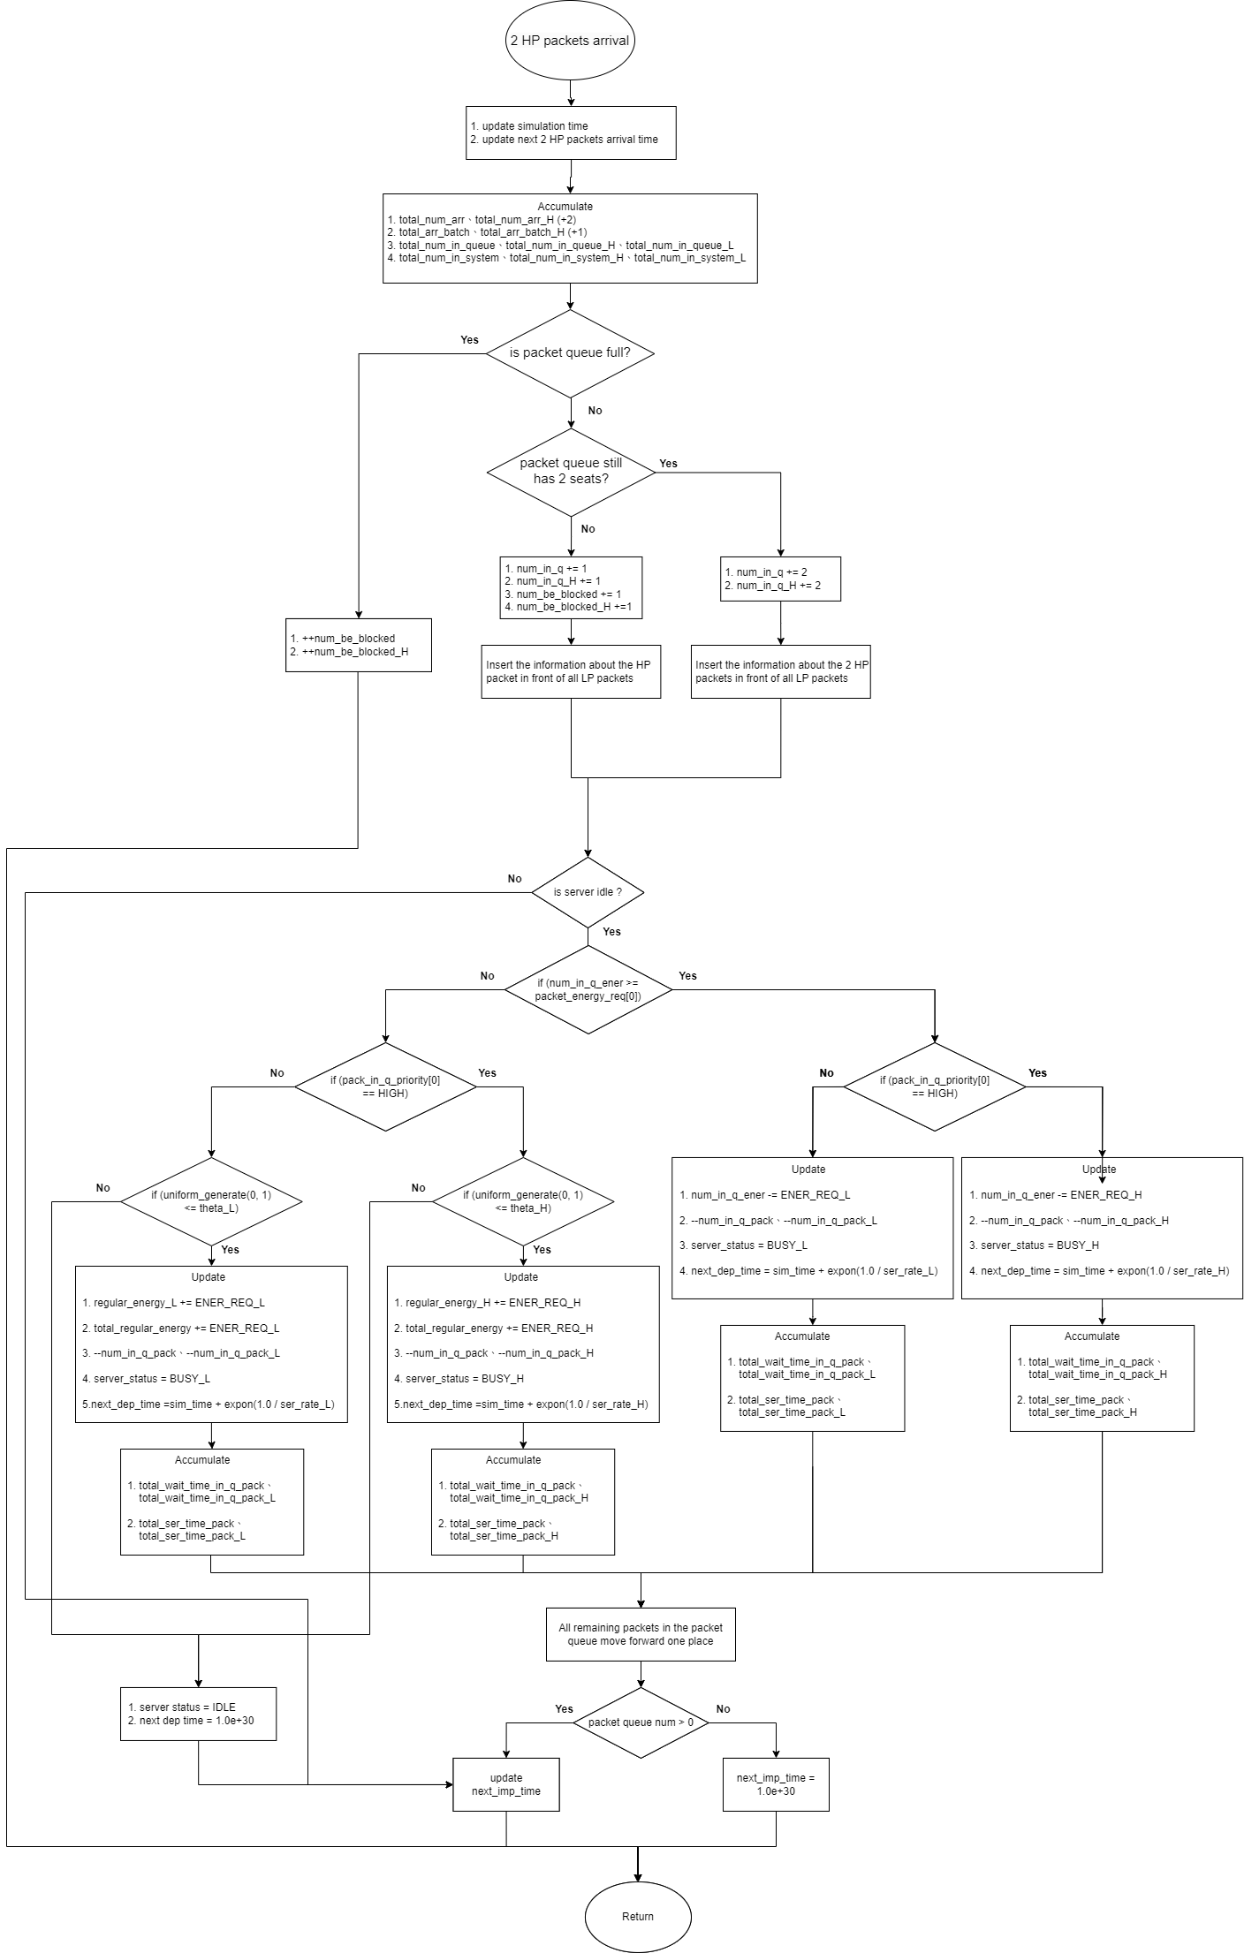 2 HP packets arrival
1. update simulation time
2. update next 2 HP packets arrival time
Accumulate
1. total_num_arr、total_num_arr_H (+2)
2. total_arr_batch、total_arr_batch_H (+1)
3. total_num_in_queue、total_num_in_queue_H、total_num_in_queue_L
4. total_num_in_system、total_num_in_system_H、total_num_in_system_L
Yes
is packet queue full?
No
packet queue still
has 2 seats?
Yes
No
1. num_in_q += 1
2. num_in_q_H += 1
3. num_be_blocked += 1
4. num_be_blocked_H +=1
1. num_in_q += 2
2. num_in_q_H += 2
1. ++num_be_blocked
2. ++num_be_blocked_H
Insert the information about the HP
packet in front of all LP packets
Insert the information about the 2 HP
packets in front of all LP packets
No
is server idle ?
Yes
No
if (num_in_q_ener >=
packet_energy_req[0])
Yes
No
if (pack_in_q_priority[0]
== HIGH)
Yes
No
if (pack_in_q_priority[0]
== HIGH)
Yes
No
if (uniform_generate(0, 1)
<= theta_L)
Yes
No
if (uniform_generate(0, 1)
<= theta_H)
Yes
Update
1. num_in_q_ener -= ENER_REQ_L
2. --num_in_q_pack、--num_in_q_pack_L
3. server_status = BUSY_L
4. next_dep_time = sim_time + expon(1.0 / ser_rate_L)
Update
1. num_in_q_ener -= ENER_REQ_H
2. --num_in_q_pack、--num_in_q_pack_H
3. server_status = BUSY_H
4. next_dep_time = sim_time + expon(1.0 / ser_rate_H)
Update
1. regular_energy_L += ENER_REQ_L
2. total_regular_energy += ENER_REQ_L
3. --num_in_q_pack、--num_in_q_pack_L
4. server_status = BUSY_L
5.next_dep_time =sim_time + expon(1.0 / ser_rate_L)
Update
1. regular_energy_H += ENER_REQ_H
2. total_regular_energy += ENER_REQ_H
3. --num_in_q_pack、--num_in_q_pack_H
4. server_status = BUSY_H
5.next_dep_time =sim_time + expon(1.0 / ser_rate_H)
Accumulate
1. total_wait_time_in_q_pack、
total_wait_time_in_q_pack_L
2. total_ser_time_pack、
total_ser_time_pack_L
Accumulate
1. total_wait_time_in_q_pack、
total_wait_time_in_q_pack_H
2. total_ser_time_pack、
total_ser_time_pack_H
Accumulate
1. total_wait_time_in_q_pack、
total_wait_time_in_q_pack_L
2. total_ser_time_pack、
total_ser_time_pack_L
Accumulate
1. total_wait_time_in_q_pack、
total_wait_time_in_q_pack_H
2. total_ser_time_pack、
total_ser_time_pack_H
All remaining packets in the packet
queue move forward one place
1. server status = IDLE
2. next dep time = 1.0e+30
Yes
packet queue num > 0
No
update
next_imp_time
next_imp_time =
1.0e+30
Return